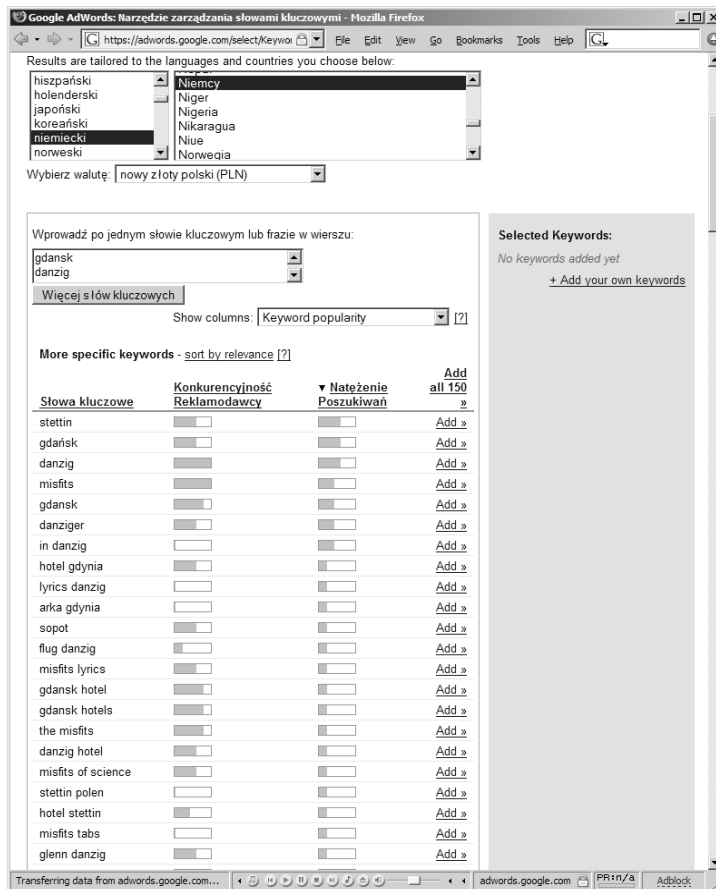 Google AdWords: Narzędzie zarządzania słowami kluczowymi - Mozilla Firefox
https://adwords.google.com/select/Keywor File Edit View Go Bookmarks Tools Help
Results are tailored to the languages and countries you choose below:
hiszpański
holenderski
japoński
koreański
niemiecki
norweski
Niemcy
Niger
Nigeria
Nikaragua
Niue
Norwegia
Wybierz walutę: nowy złoty polski (PLN)
Wprowadź po jednym słowie kluczowym lub frazie w wierszu:
gdansk
danzig
Więcej słów kluczowych
Show columns: Keyword popularity [?]
Selected Keywords:
No keywords added yet
+ Add your own keywords
More specific keywords - sort by relevance [?]
Słowa kluczowe Konkurencyjność Reklamodawcy ▼ Natężenie Poszukiwań Add all 150 »
stettin Add »
gdańsk Add »
danzig Add »
misfits Add »
gdansk Add »
danziger Add »
in danzig Add »
hotel gdynia Add »
lyrics danzig Add »
arka gdynia Add »
sopot Add »
flug danzig Add »
misfits lyrics Add »
gdansk hotel Add »
gdansk hotels Add »
the misfits Add »
danzig hotel Add »
misfits of science Add »
stettin polen Add »
hotel stettin Add »
misfits tabs Add »
glenn danzig Add »
Transferring data from adwords.google.com... adwords.google.com PR:n/a Adblock